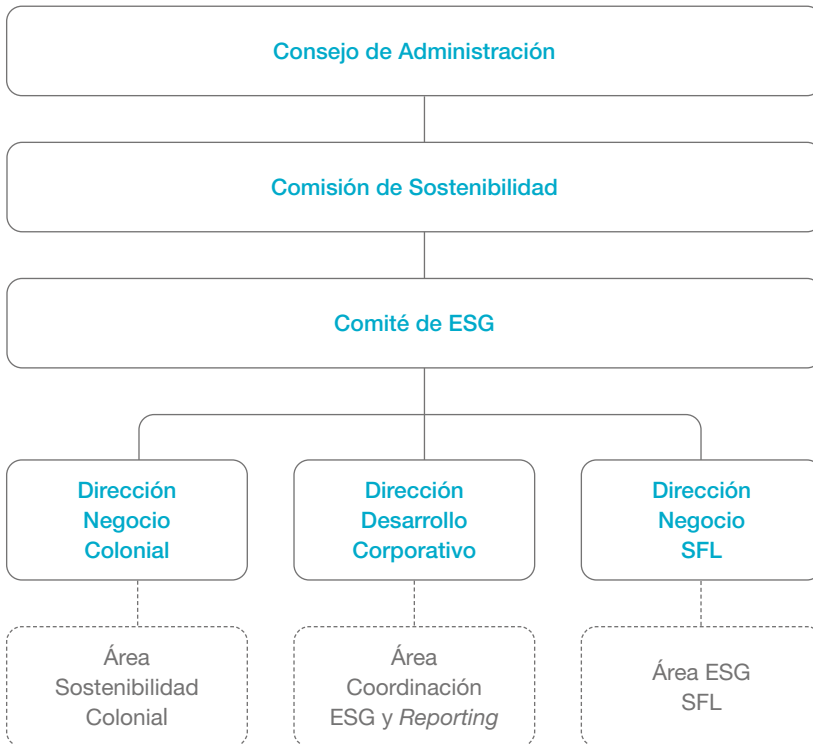 Consejo de Administración
Comisión de Sostenibilidad
Comité de ESG
Dirección
Negocio
Colonial
Dirección
Desarrollo
Corporativo
Dirección
Negocio
SFL
Área
Sostenibilidad
Colonial
Área
Coordinación
ESG y Reporting
Área ESG
SFL